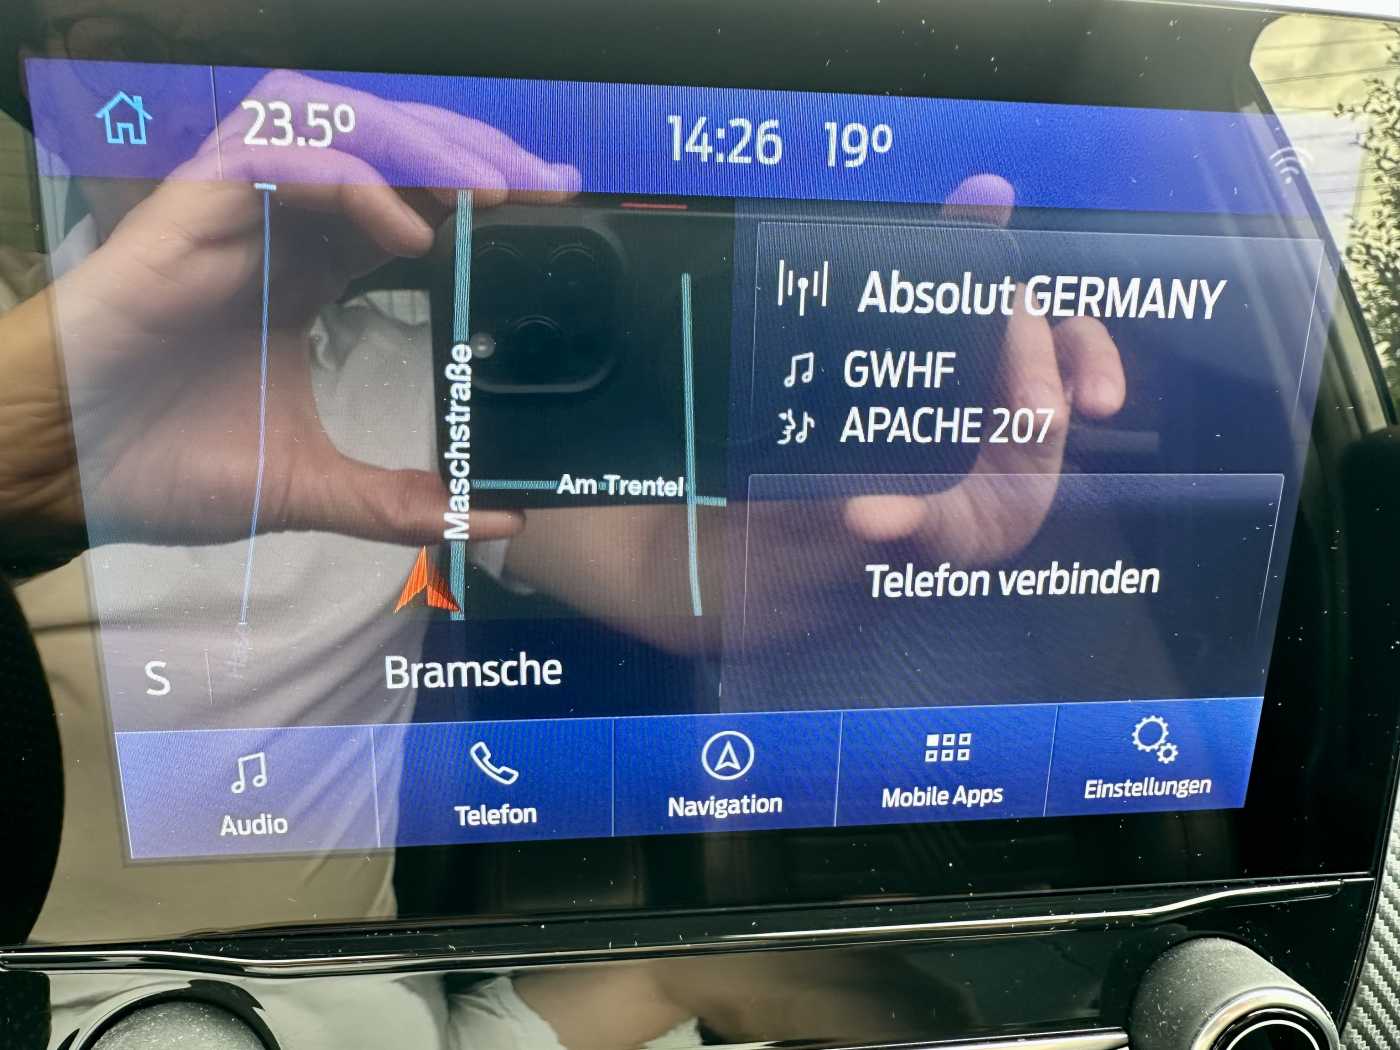 23.5°
14:26
19°
Absolut GERMANY
GWHF
APACHE 207
Maschstraße
Am Trentel
Telefon verbinden
S
Bramsche
Audio
Telefon
Navigation
Mobile Apps
Einstellungen